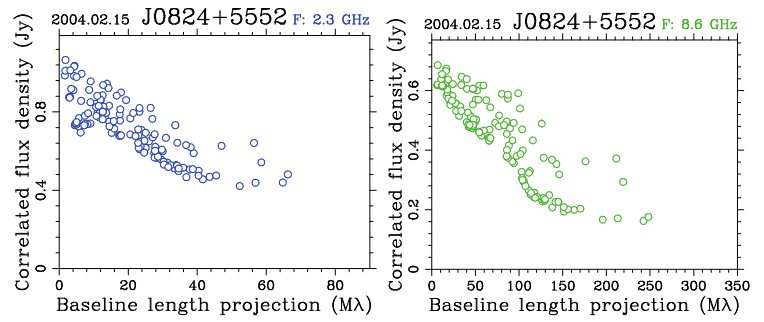 2004.02.15 J0824+5552 F: 2.3 GHz
Correlated flux density (Jy)
0.8
0.4
0
0 20 40 60 80
Baseline length projection (Mλ)
2004.02.15 J0824+5552 F: 8.6 GHz
Correlated flux density (Jy)
0.6
0.4
0.2
0
0 50 100 150 200 250 300 350
Baseline length projection (Mλ)